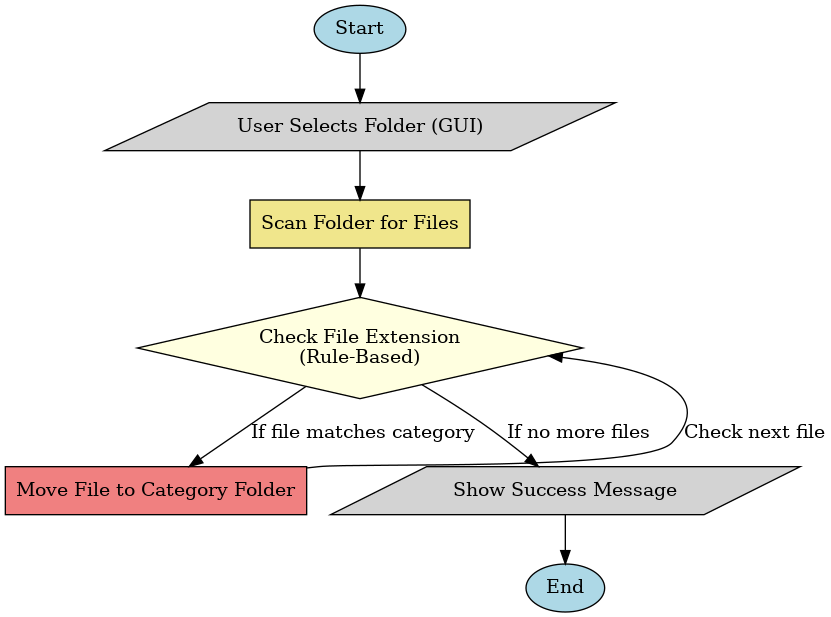 Start
User Selects Folder (GUI)
Scan Folder for Files
Check File Extension
(Rule-Based)
If file matches category
If no more files
Check next file
Move File to Category Folder
Show Success Message
End